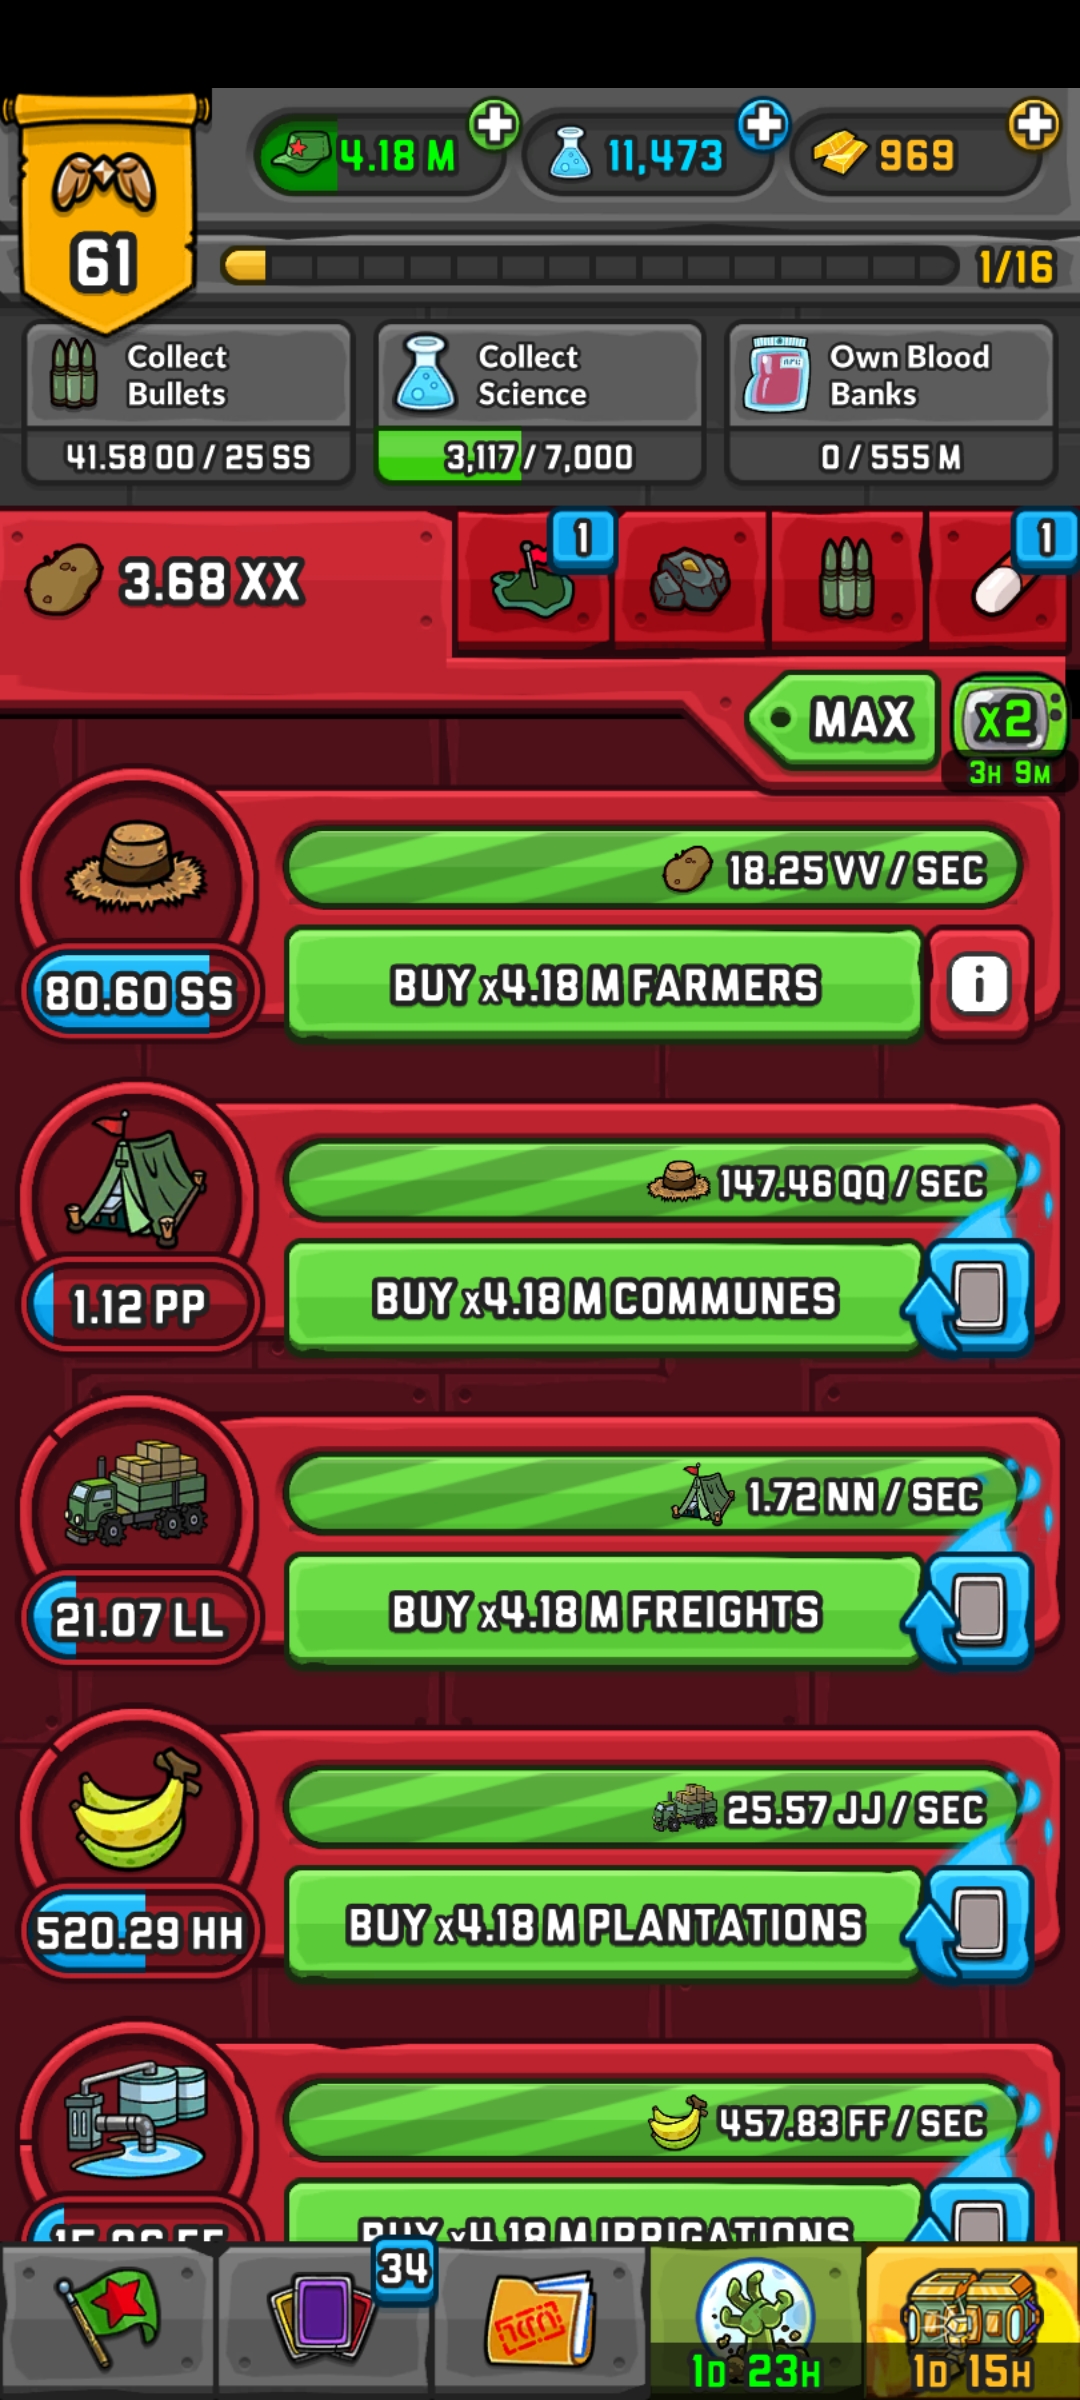 4.18 M
11,473
969
61
1/16
Collect
Bullets
41.58 OO / 25 SS
Collect
Science
3,117 / 7,000
Own Blood
Banks
0 / 555 M
3.68 XX
1
1
MAX
x2
3H 9M
18.25 VV / SEC
80.60 SS
BUY x4.18 M FARMERS
i
147.46 QQ / SEC
1.12 PP
BUY x4.18 M COMMUNES
1.72 NN / SEC
21.07 LL
BUY x4.18 M FREIGHTS
25.57 JJ / SEC
520.29 HH
BUY x4.18 M PLANTATIONS
457.83 FF / SEC
BUY x4.18 M IRRIGATIONS
34
1D 23H
1D 15H